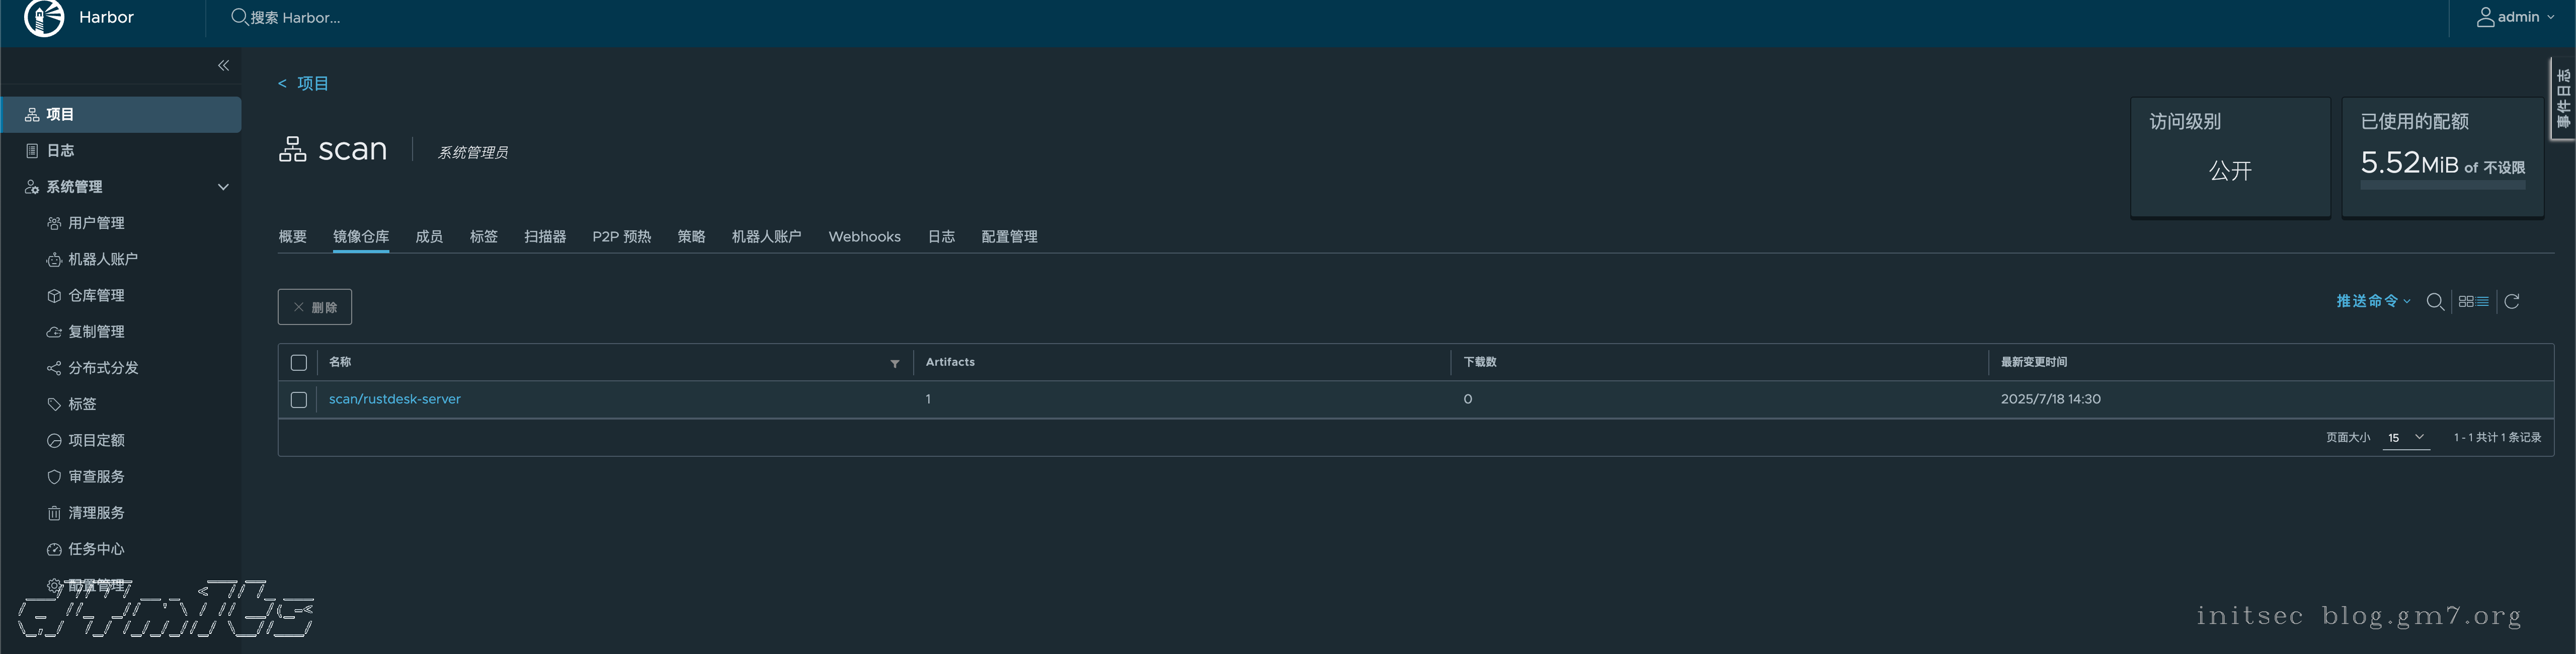 Harbor
搜索 Harbor...
admin
事件日志
项目
日志
系统管理
用户管理
机器人账户
仓库管理
复制管理
分布式分发
标签
项目定额
审查服务
清理服务
任务中心
配置管理
< 项目
scan
系统管理员
访问级别
公开
已使用的配额
5.52MiB of 不设限
概要 镜像仓库 成员 标签 扫描器 P2P 预热 策略 机器人账户 Webhooks 日志 配置管理
删除
推送命令
名称 Artifacts 下载数 最新变更时间
scan/rustdesk-server 1 0 2025/7/18 14:30
页面大小 15 1 - 1 共计 1 条记录
initsec blog.gm7.org